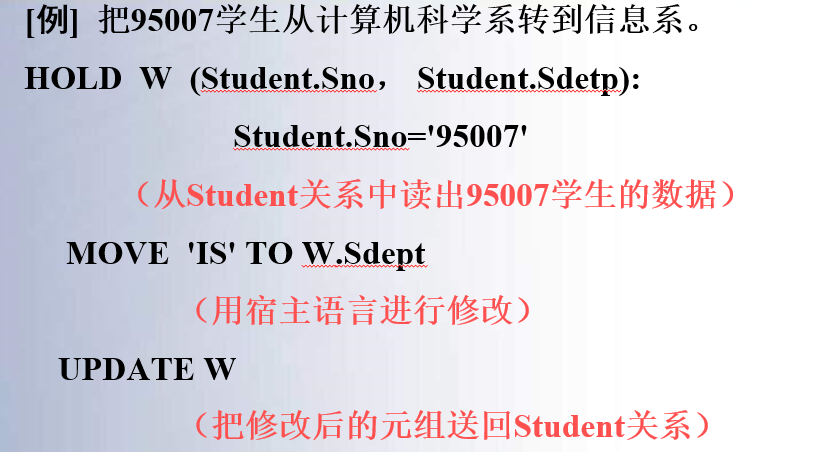 [例] 把95007学生从计算机科学系转到信息系。
HOLD W (Student.Sno， Student.Sdetp):
Student.Sno='95007'
（从Student关系中读出95007学生的数据）
MOVE 'IS' TO W.Sdept
（用宿主语言进行修改）
UPDATE W
（把修改后的元组送回Student关系）